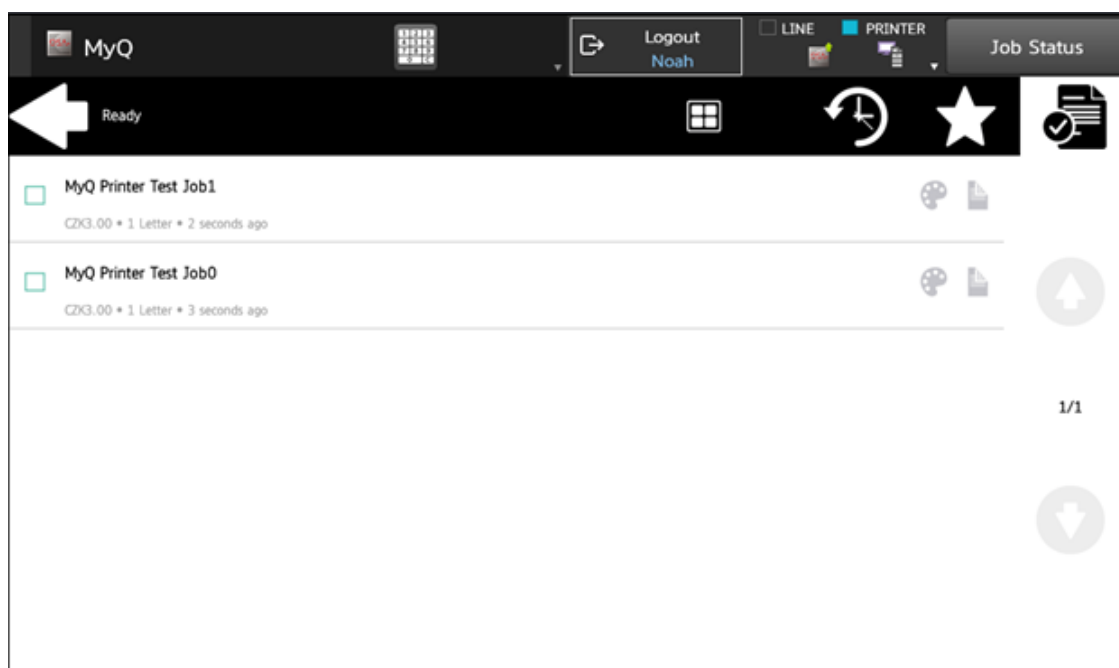 MyQ
Logout
Noah
LINE
PRINTER
Job Status
Ready
MyQ Printer Test Job1
CZK3.00 • 1 Letter • 2 seconds ago
MyQ Printer Test Job0
CZK3.00 • 1 Letter • 3 seconds ago
1/1